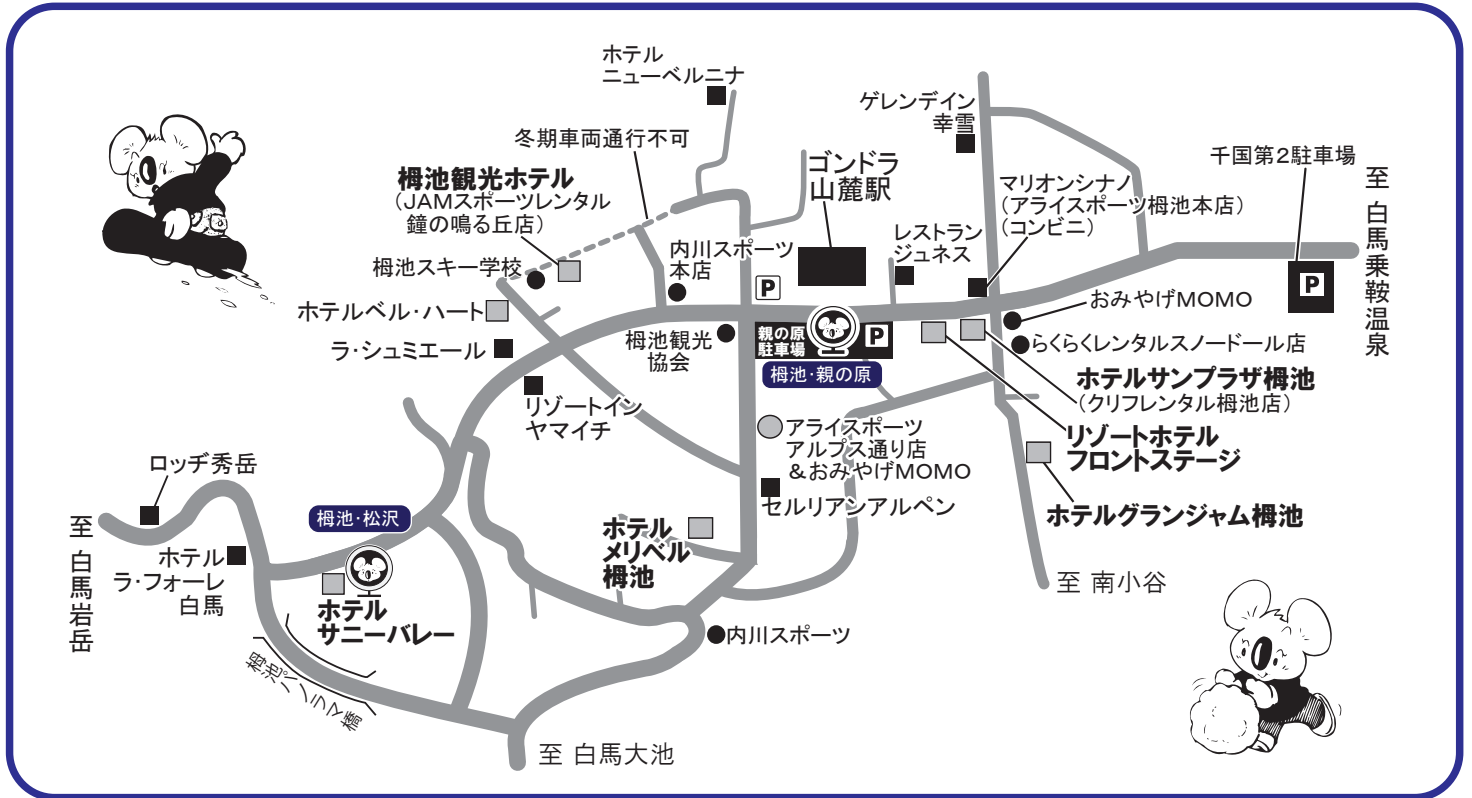 ホテル
ニューベルニナ
ゲレンデイン
幸雪
冬期車両通行不可
千国第2駐車場
至 白馬乗鞍温泉
栂池観光ホテル
（JAMスポーツレンタル
鐘の鳴る丘店）
ゴンドラ
山麓駅
マリオンシナノ
（アライスポーツ栂池本店）
（コンビニ）
レストラン
ジュネス
内川スポーツ
本店
栂池スキー学校
P
P
おみやげMOMO
ホテルベル・ハート
栂池観光
協会
親の原
駐車場
P
らくらくレンタルスノードール店
ラ・シュミエール
栂池・親の原
ホテルサンプラザ栂池
（クリフレンタル栂池店）
リゾートイン
ヤマイチ
アライスポーツ
アルプス通り店
＆おみやげMOMO
リゾートホテル
フロントステージ
ロッヂ秀岳
セルリアンアルペン
ホテルグランジャム栂池
栂池・松沢
至 白馬岩岳
ホテル
メリベル
栂池
ホテル
ラ・フォーレ
白馬
至 南小谷
ホテル
サニーバレー
内川スポーツ
栂池パノラマ橋
至 白馬大池